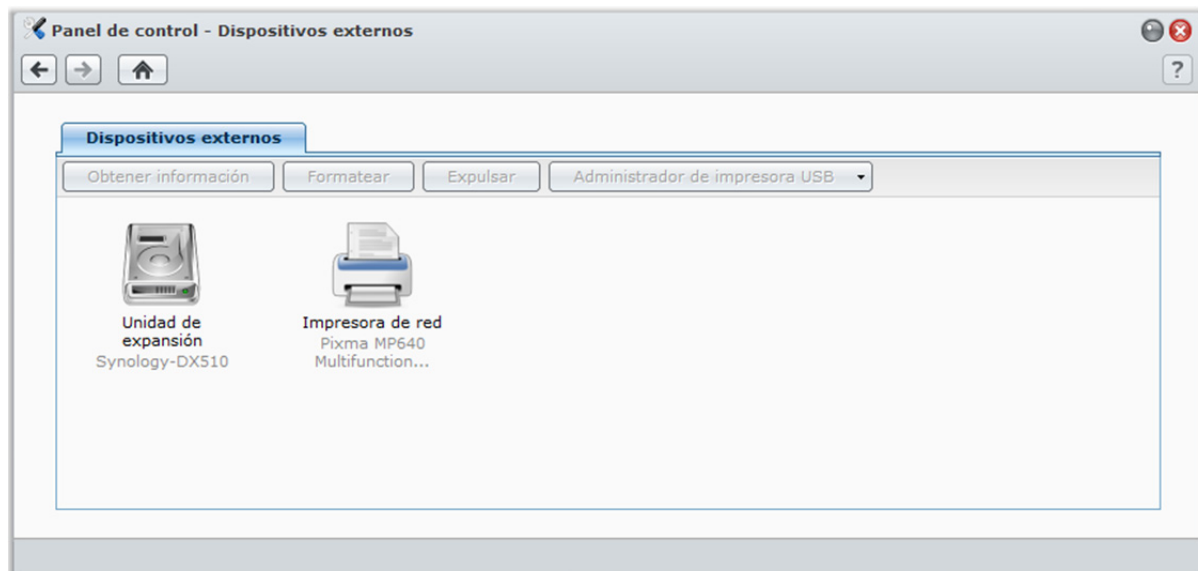 Panel de control - Dispositivos externos
?
Dispositivos externos
Obtener información Formatear Expulsar Administrador de impresora USB
Unidad de
expansión
Synology-DX510
Impresora de red
Pixma MP640
Multifunction...